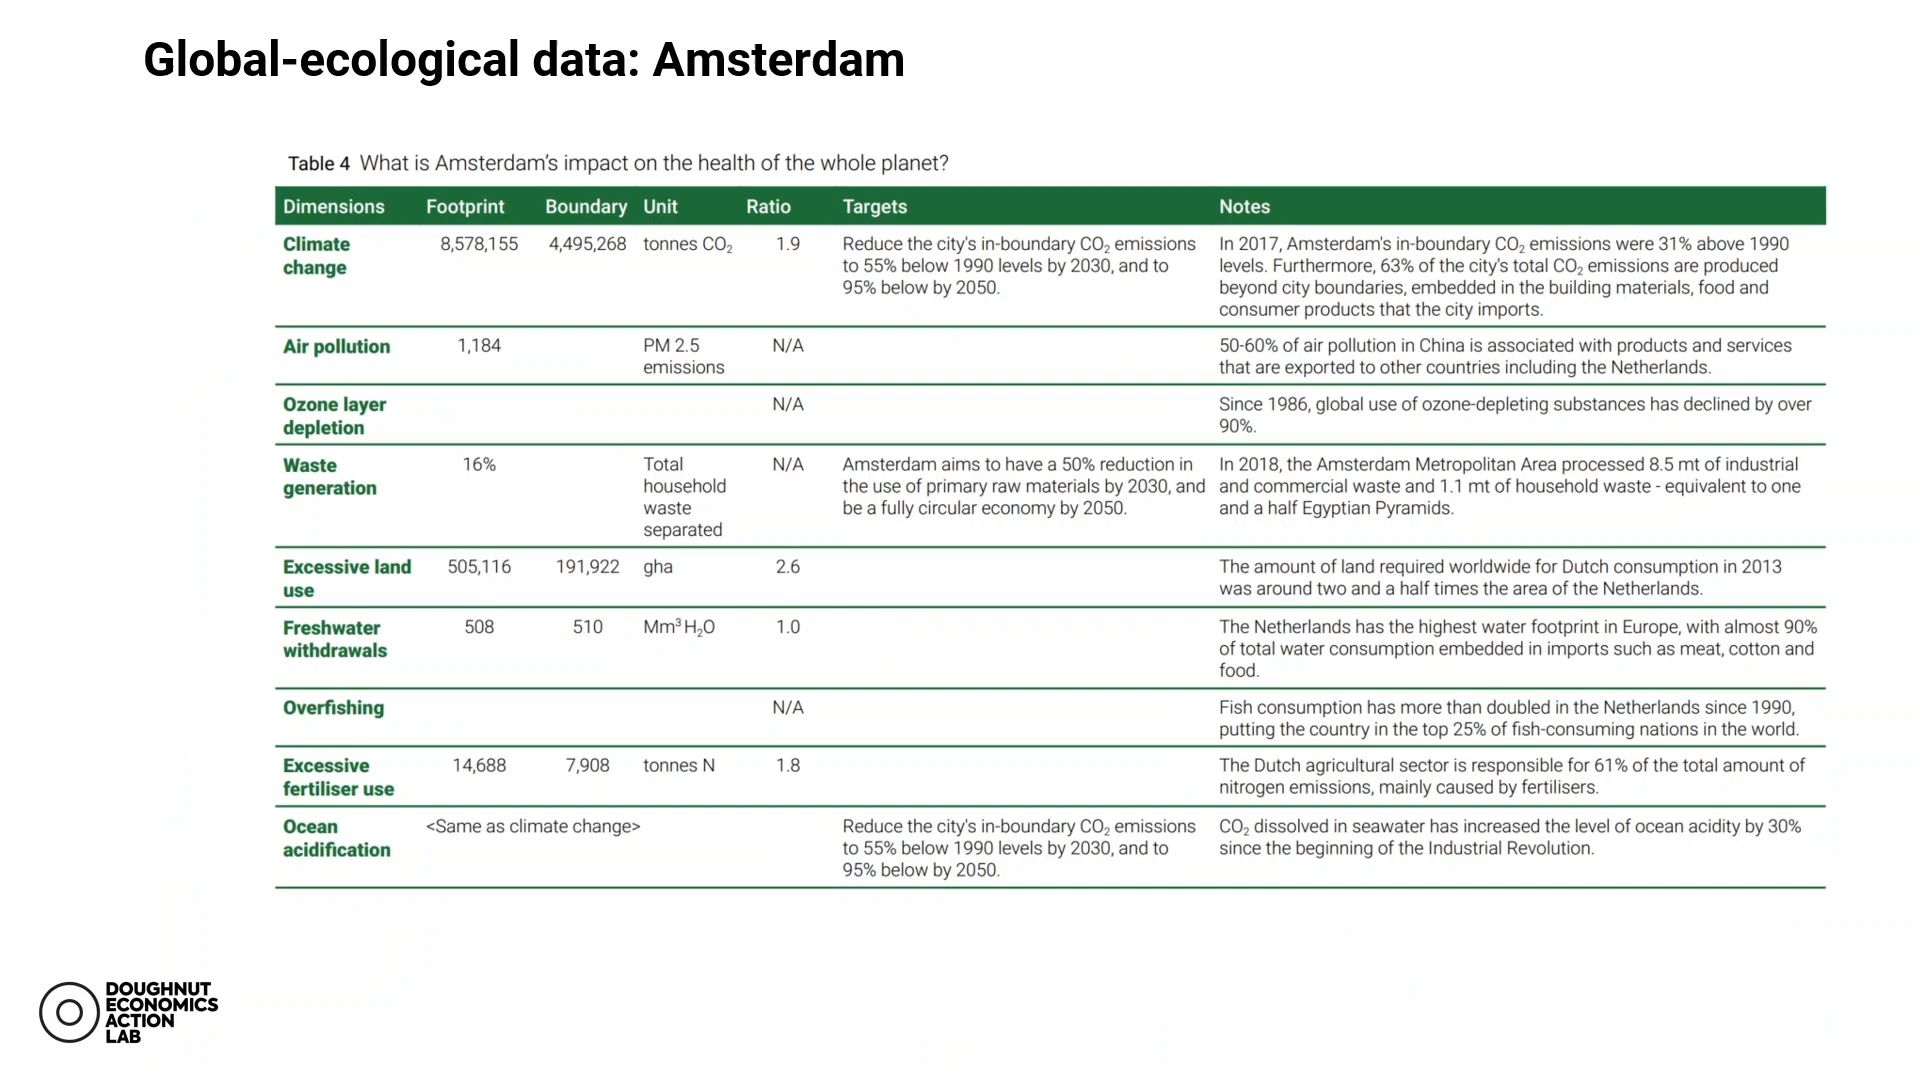 Global-ecological data: Amsterdam
Table 4 What is Amsterdam's impact on the health of the whole planet?
Dimensions Footprint Boundary Unit Ratio Targets Notes
Climate 8,578,155 4,495,268 tonnes CO₂ 1.9 Reduce the city's in-boundary CO₂ emissions In 2017, Amsterdam's in-boundary CO₂ emissions were 31% above 1990
change to 55% below 1990 levels by 2030, and to levels. Furthermore, 63% of the city's total CO₂ emissions are produced
95% below by 2050. beyond city boundaries, embedded in the building materials, food and
consumer products that the city imports.
Air pollution 1,184 PM 2.5 N/A 50-60% of air pollution in China is associated with products and services
emissions that are exported to other countries including the Netherlands.
Ozone layer N/A Since 1986, global use of ozone-depleting substances has declined by over
depletion 90%.
Waste 16% Total N/A Amsterdam aims to have a 50% reduction in In 2018, the Amsterdam Metropolitan Area processed 8.5 mt of industrial
generation household the use of primary raw materials by 2030, and and commercial waste and 1.1 mt of household waste - equivalent to one
waste be a fully circular economy by 2050. and a half Egyptian Pyramids.
separated
Excessive land 505,116 191,922 gha 2.6 The amount of land required worldwide for Dutch consumption in 2013
use was around two and a half times the area of the Netherlands.
Freshwater 508 510 Mm³ H₂O 1.0 The Netherlands has the highest water footprint in Europe, with almost 90%
withdrawals of total water consumption embedded in imports such as meat, cotton and
food.
Overfishing N/A Fish consumption has more than doubled in the Netherlands since 1990,
putting the country in the top 25% of fish-consuming nations in the world.
Excessive 14,688 7,908 tonnes N 1.8 The Dutch agricultural sector is responsible for 61% of the total amount of
fertiliser use nitrogen emissions, mainly caused by fertilisers.
Ocean <Same as climate change> Reduce the city's in-boundary CO₂ emissions CO₂ dissolved in seawater has increased the level of ocean acidity by 30%
acidification to 55% below 1990 levels by 2030, and to since the beginning of the Industrial Revolution.
95% below by 2050.
DOUGHNUT
ECONOMICS
ACTION
LAB